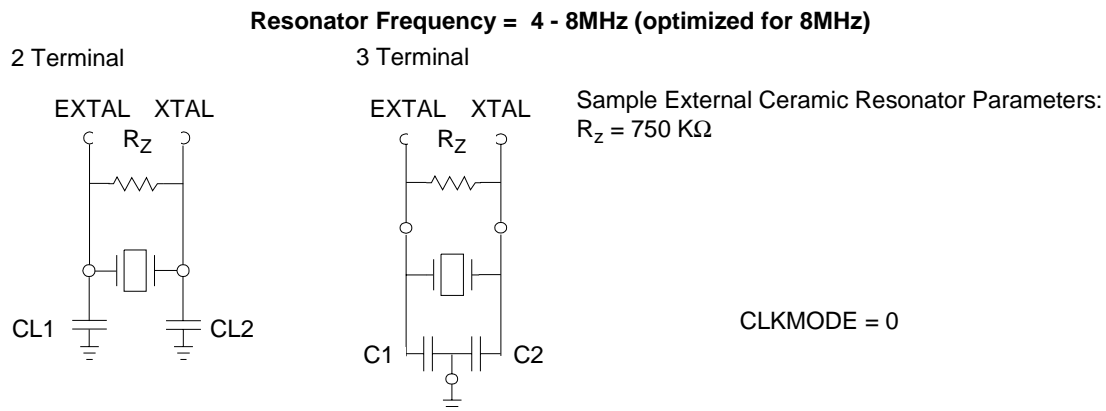 Resonator Frequency = 4 - 8MHz (optimized for 8MHz)
2 Terminal
3 Terminal
EXTAL XTAL
RZ
EXTAL XTAL
RZ
Sample External Ceramic Resonator Parameters:
Rz = 750 KΩ
CL1
CL2
C1
C2
CLKMODE = 0